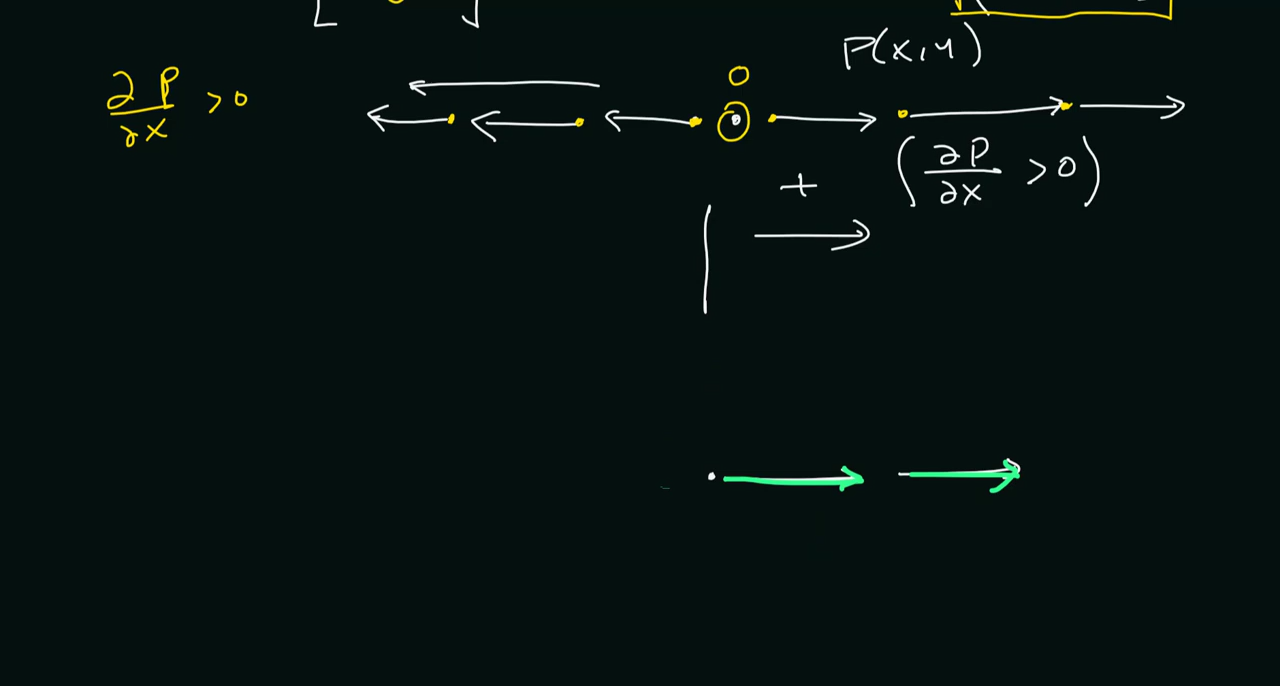 P(x,y)
∂P/∂x > 0
0
(∂P/∂x > 0)
+